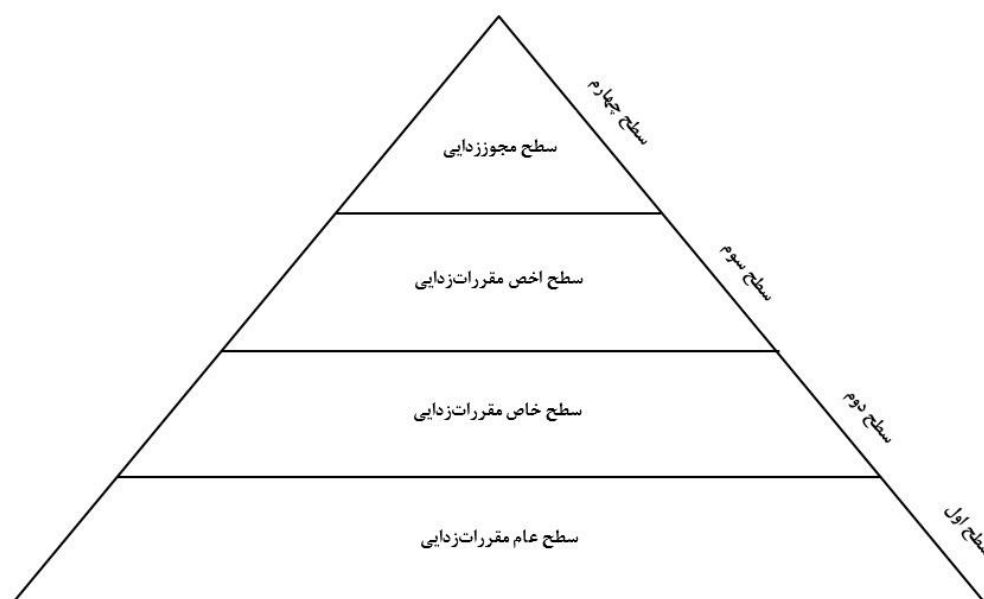 سطح چهارم
سطح مجوززدایی
سطح سوم
سطح اخص مقررات‌زدایی
سطح دوم
سطح خاص مقررات‌زدایی
سطح اول
سطح عام مقررات‌زدایی